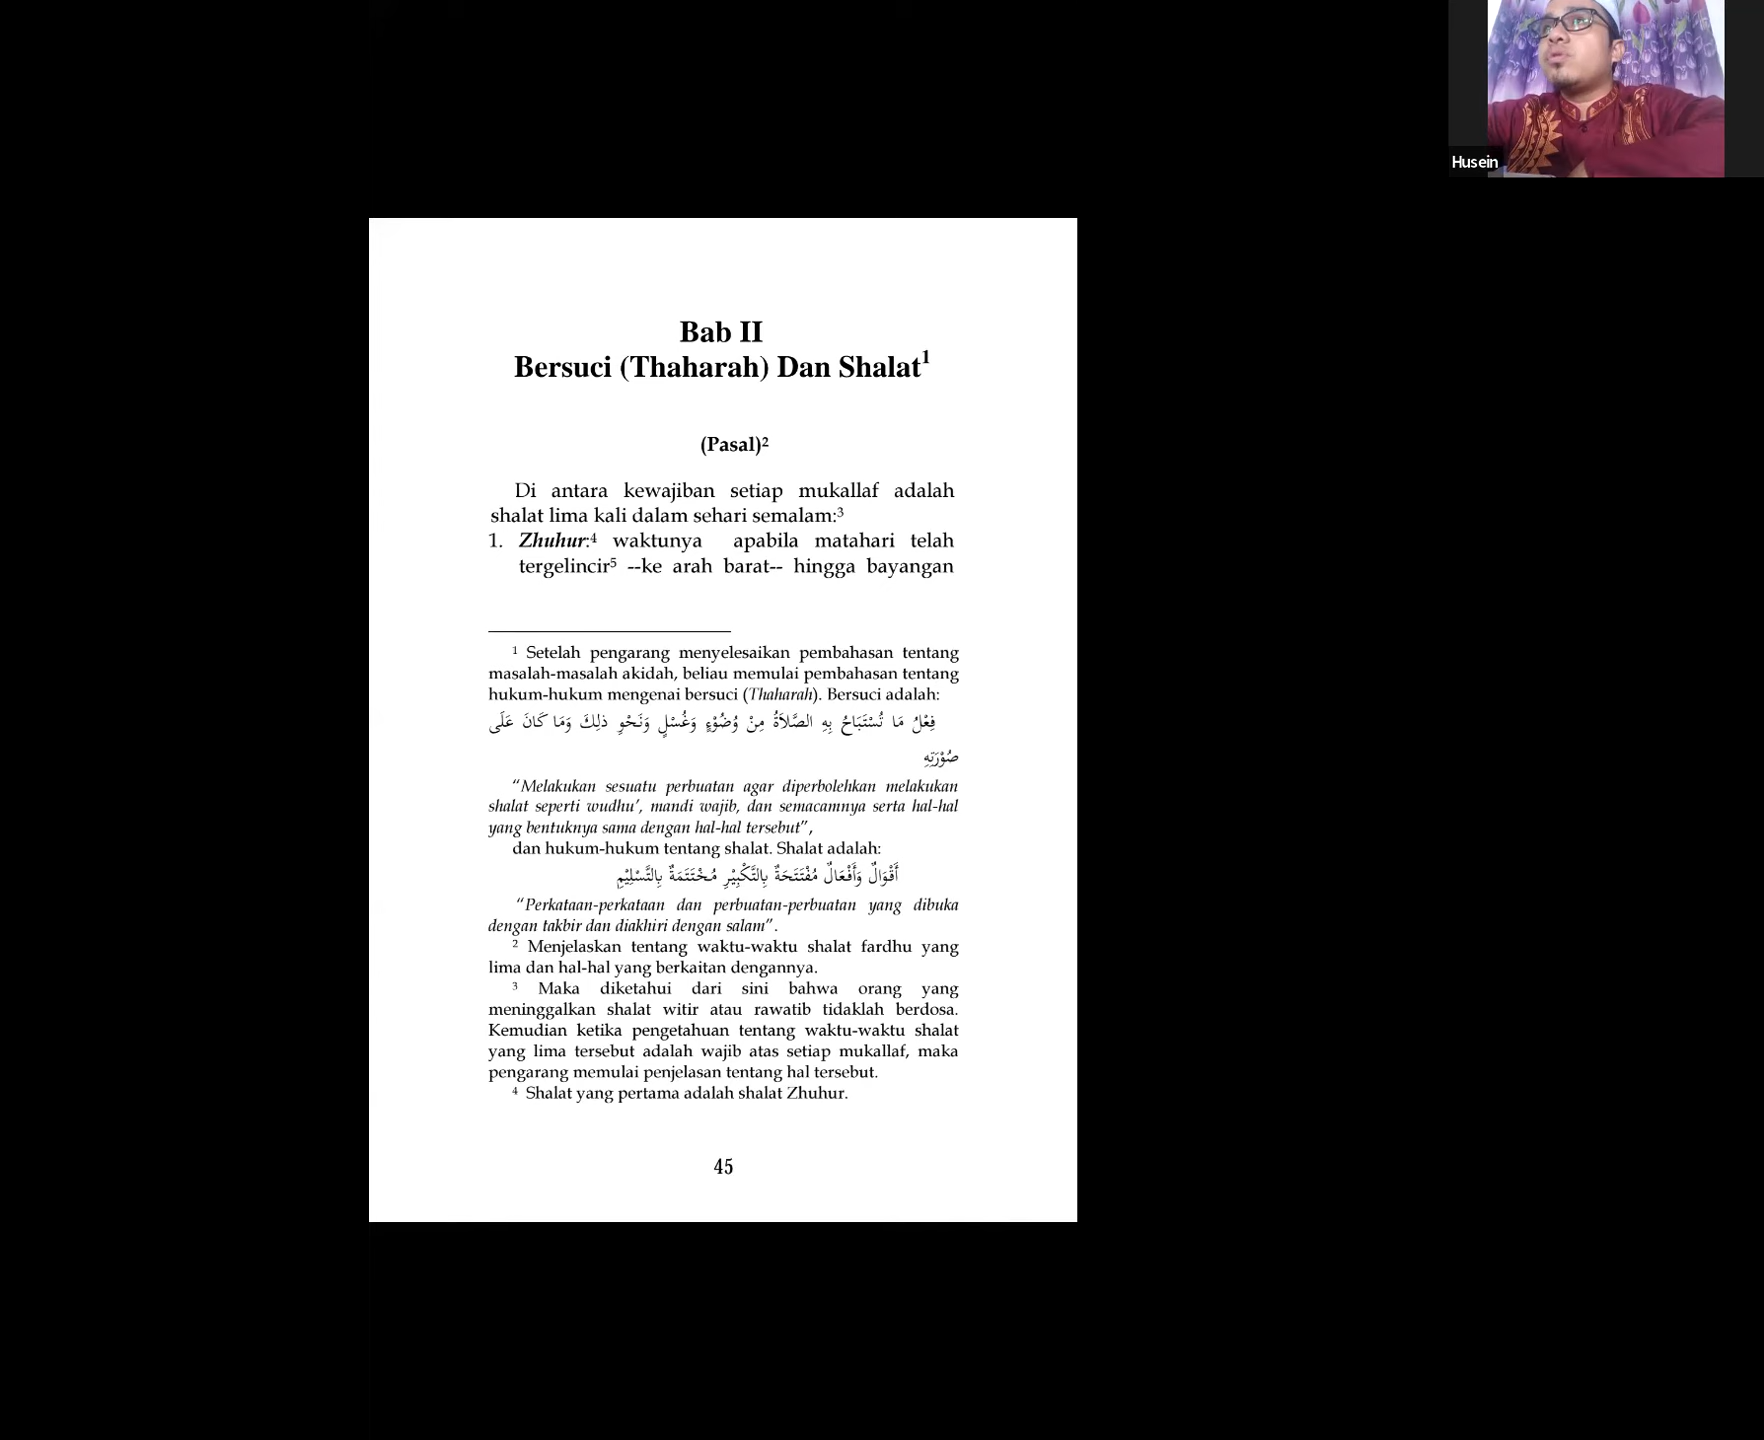 Husein
Bab II
Bersuci (Thaharah) Dan Shalat¹
(Pasal)²
Di antara kewajiban setiap mukallaf adalah
shalat lima kali dalam sehari semalam:³
1. Zhuhur:⁴ waktunya apabila matahari telah
tergelincir⁵ --ke arah barat-- hingga bayangan
¹ Setelah pengarang menyelesaikan pembahasan tentang
masalah-masalah akidah, beliau memulai pembahasan tentang
hukum-hukum mengenai bersuci (Thaharah). Bersuci adalah:
فِعْلُ مَا تُسْتَبَاحُ بِهِ الصَّلاَةُ مِنْ وُضُوْءٍ وَغُسْلٍ وَنَحْوِ ذٰلِكَ وَمَا كَانَ عَلَى
صُوْرَتِهِ
“Melakukan sesuatu perbuatan agar diperbolehkan melakukan
shalat seperti wudhu’, mandi wajib, dan semacamnya serta hal-hal
yang bentuknya sama dengan hal-hal tersebut”,
dan hukum-hukum tentang shalat. Shalat adalah:
أَقْوَالٌ وَأَفْعَالٌ مُفْتَتَحَةٌ بِالتَّكْبِيْرِ مُخْتَتَمَةٌ بِالتَّسْلِيْمِ
“Perkataan-perkataan dan perbuatan-perbuatan yang dibuka
dengan takbir dan diakhiri dengan salam”.
² Menjelaskan tentang waktu-waktu shalat fardhu yang
lima dan hal-hal yang berkaitan dengannya.
³ Maka diketahui dari sini bahwa orang yang
meninggalkan shalat witir atau rawatib tidaklah berdosa.
Kemudian ketika pengetahuan tentang waktu-waktu shalat
yang lima tersebut adalah wajib atas setiap mukallaf, maka
pengarang memulai penjelasan tentang hal tersebut.
⁴ Shalat yang pertama adalah shalat Zhuhur.
45